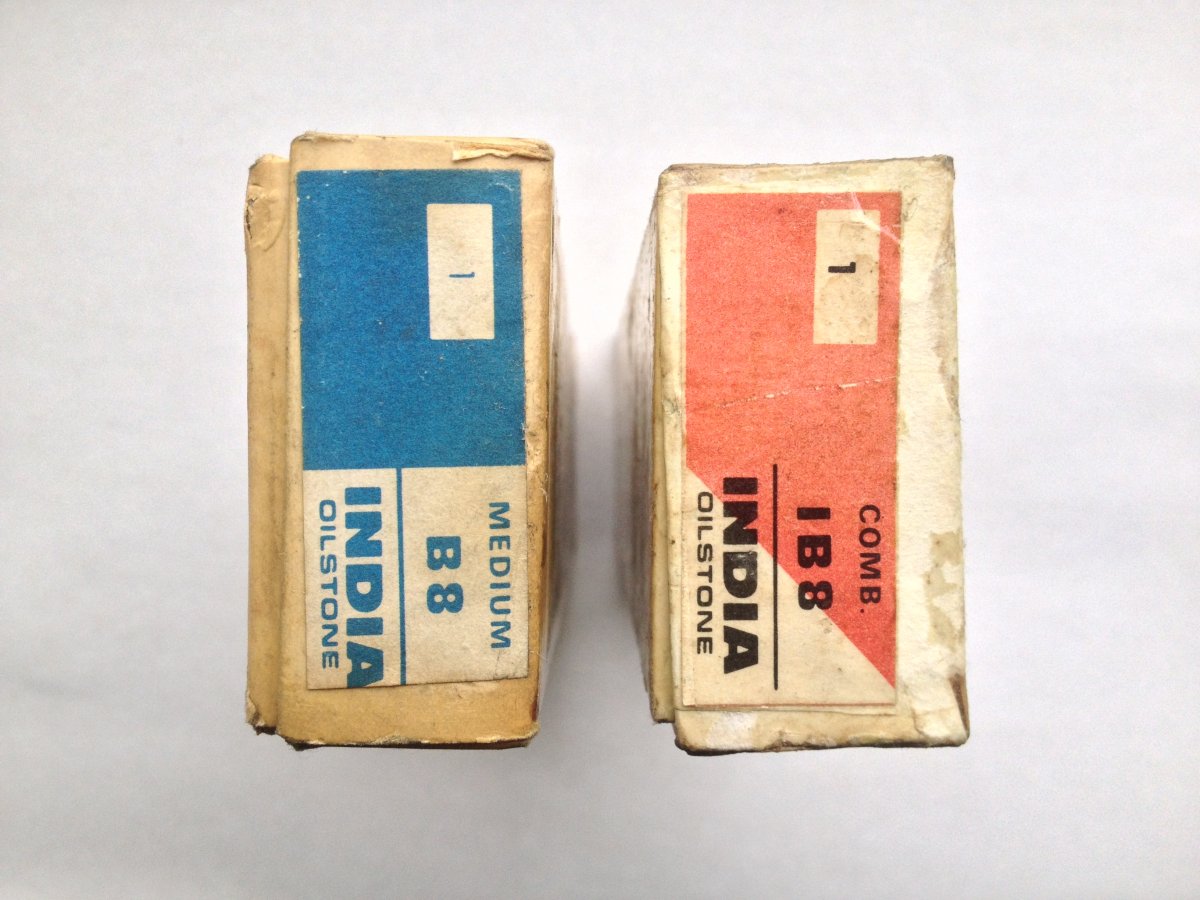 1
MEDIUM
B8
INDIA
OILSTONE
1
COMB.
IB8
INDIA
OILSTONE